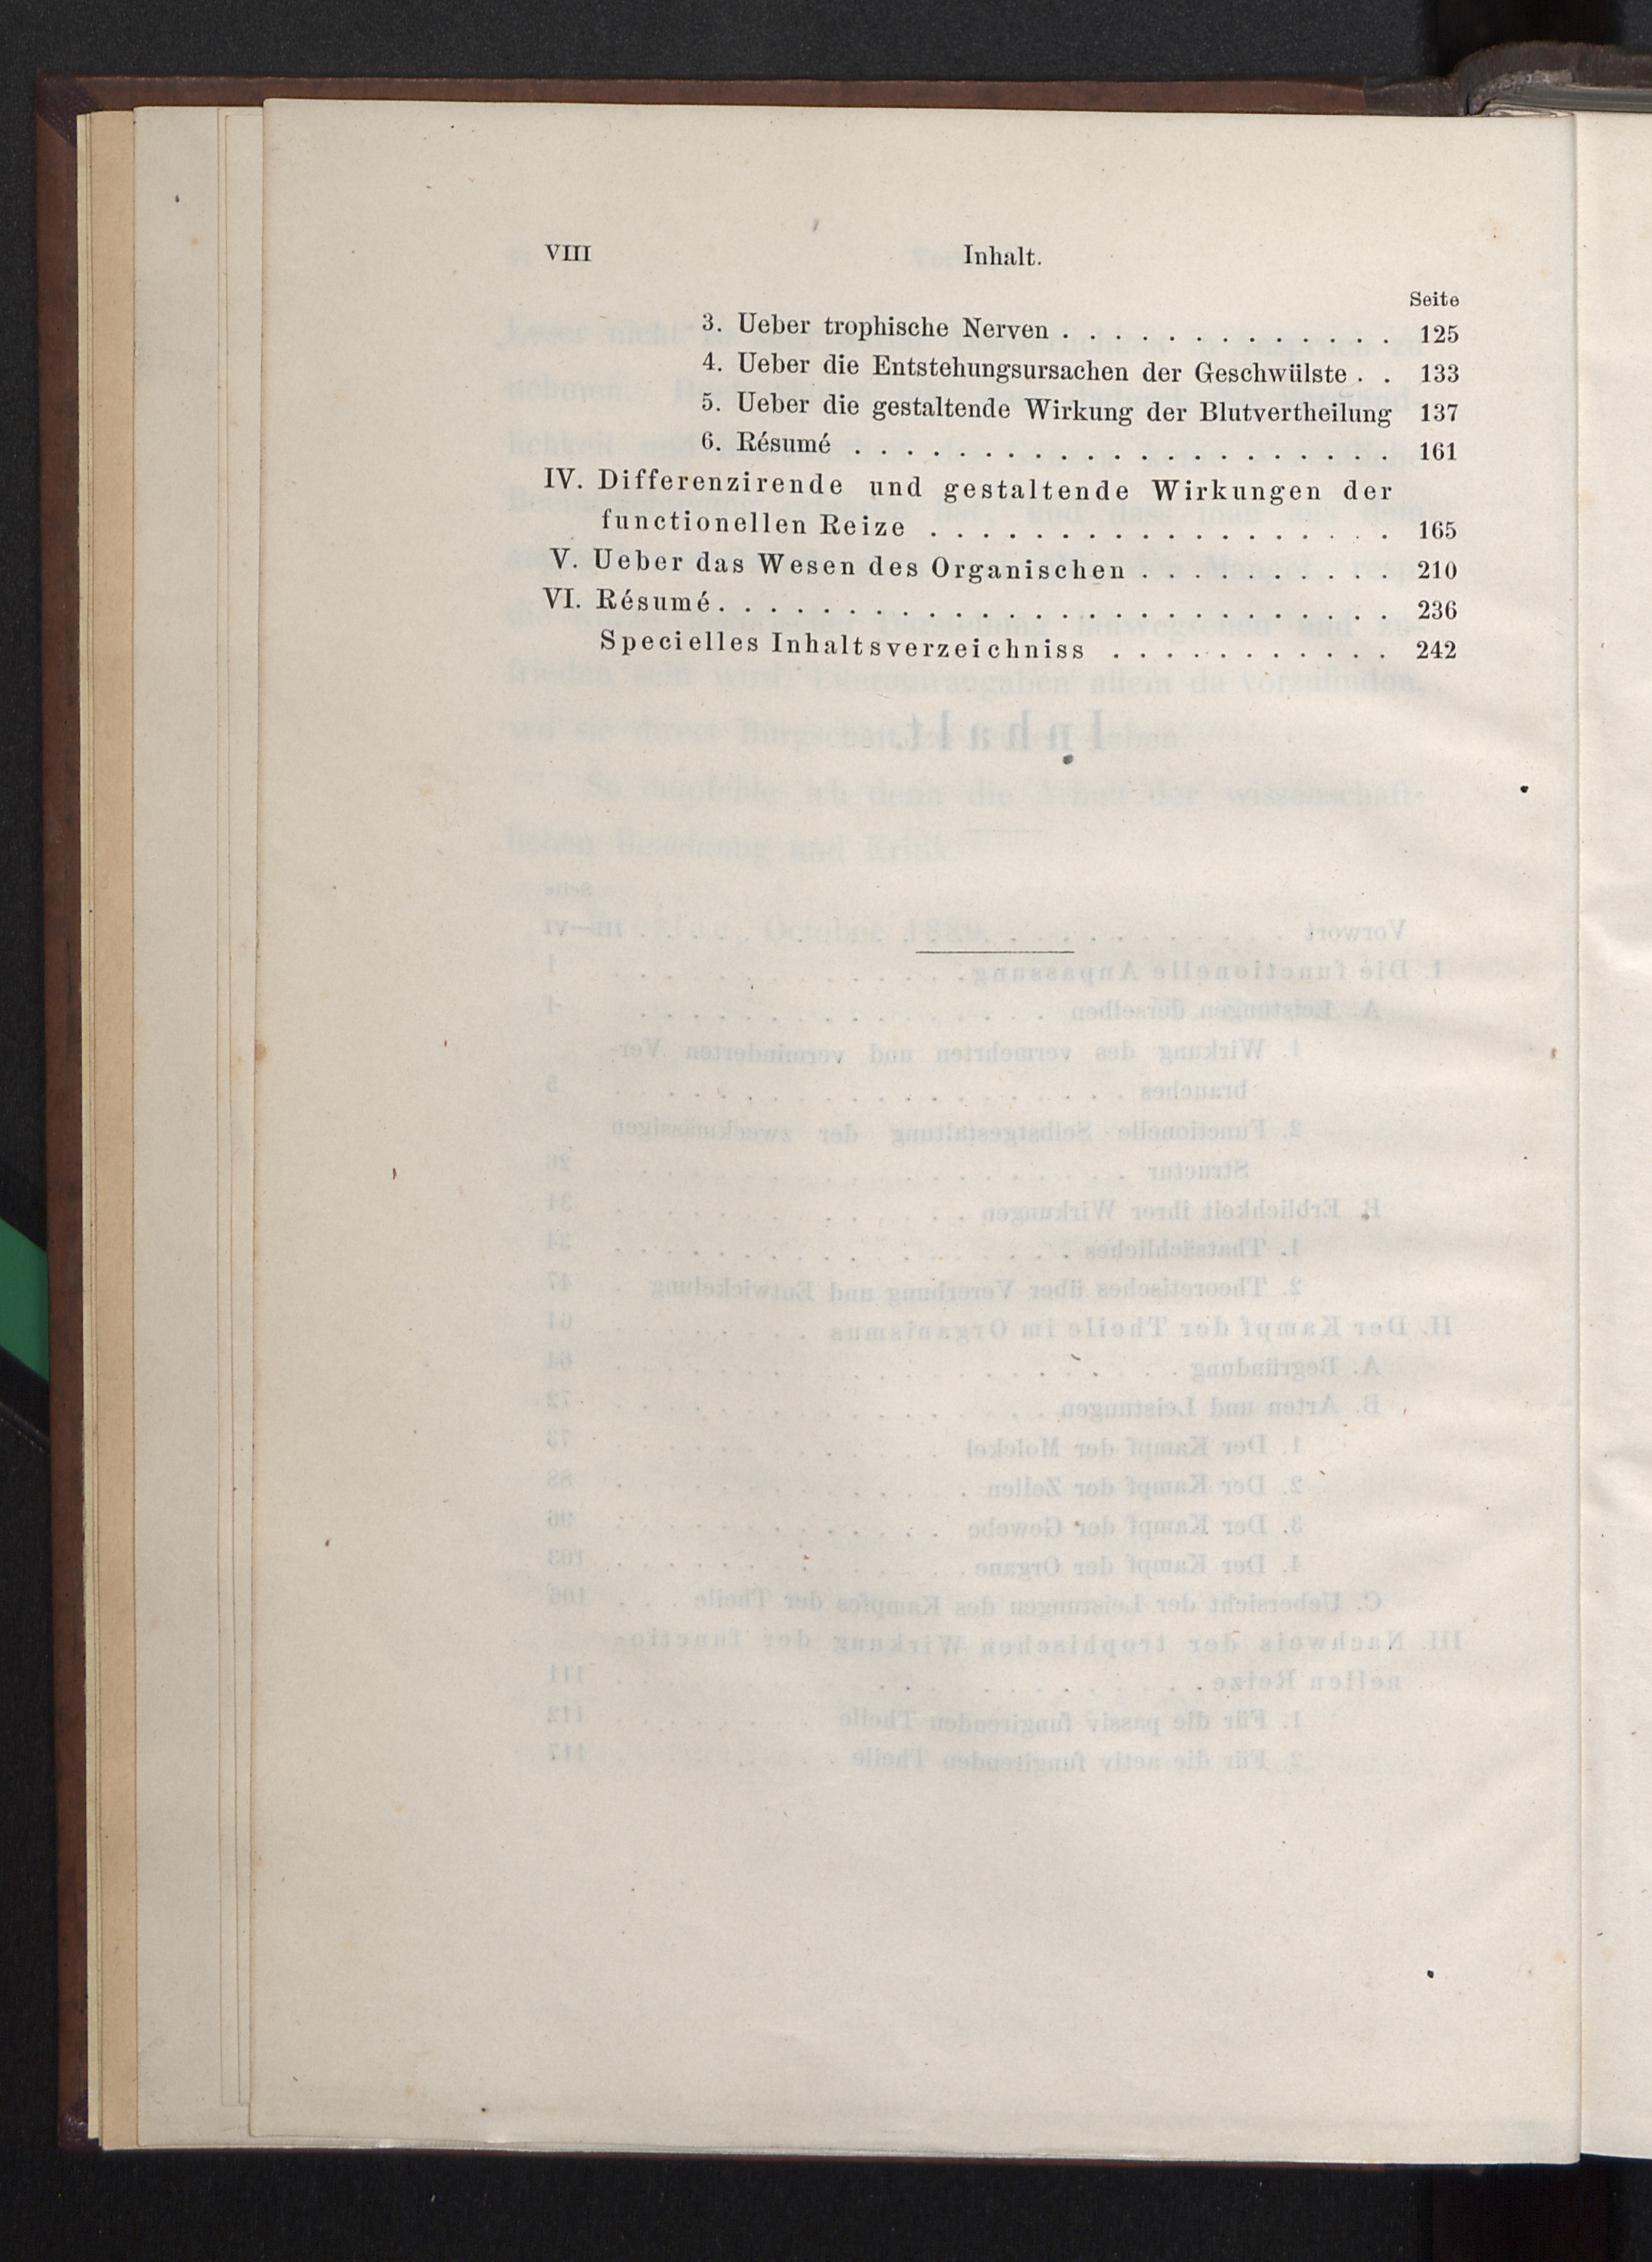 VIII Inhalt.
Seite
3. Ueber trophische Nerven . . . . . . . . . . . . . 125
4. Ueber die Entstehungsursachen der Geschwülste . . 133
5. Ueber die gestaltende Wirkung der Blutvertheilung 137
6. Résumé . . . . . . . . . . . . . . . . . . . . . 161
IV. Differenzirende und gestaltende Wirkungen der
functionellen Reize . . . . . . . . . . . . . . . . . . 165
V. Ueber das Wesen des Organischen . . . . . . . . . . 210
VI. Résumé . . . . . . . . . . . . . . . . . . . . . . . . . . 236
Specielles Inhaltsverzeichniss . . . . . . . . . . . 242